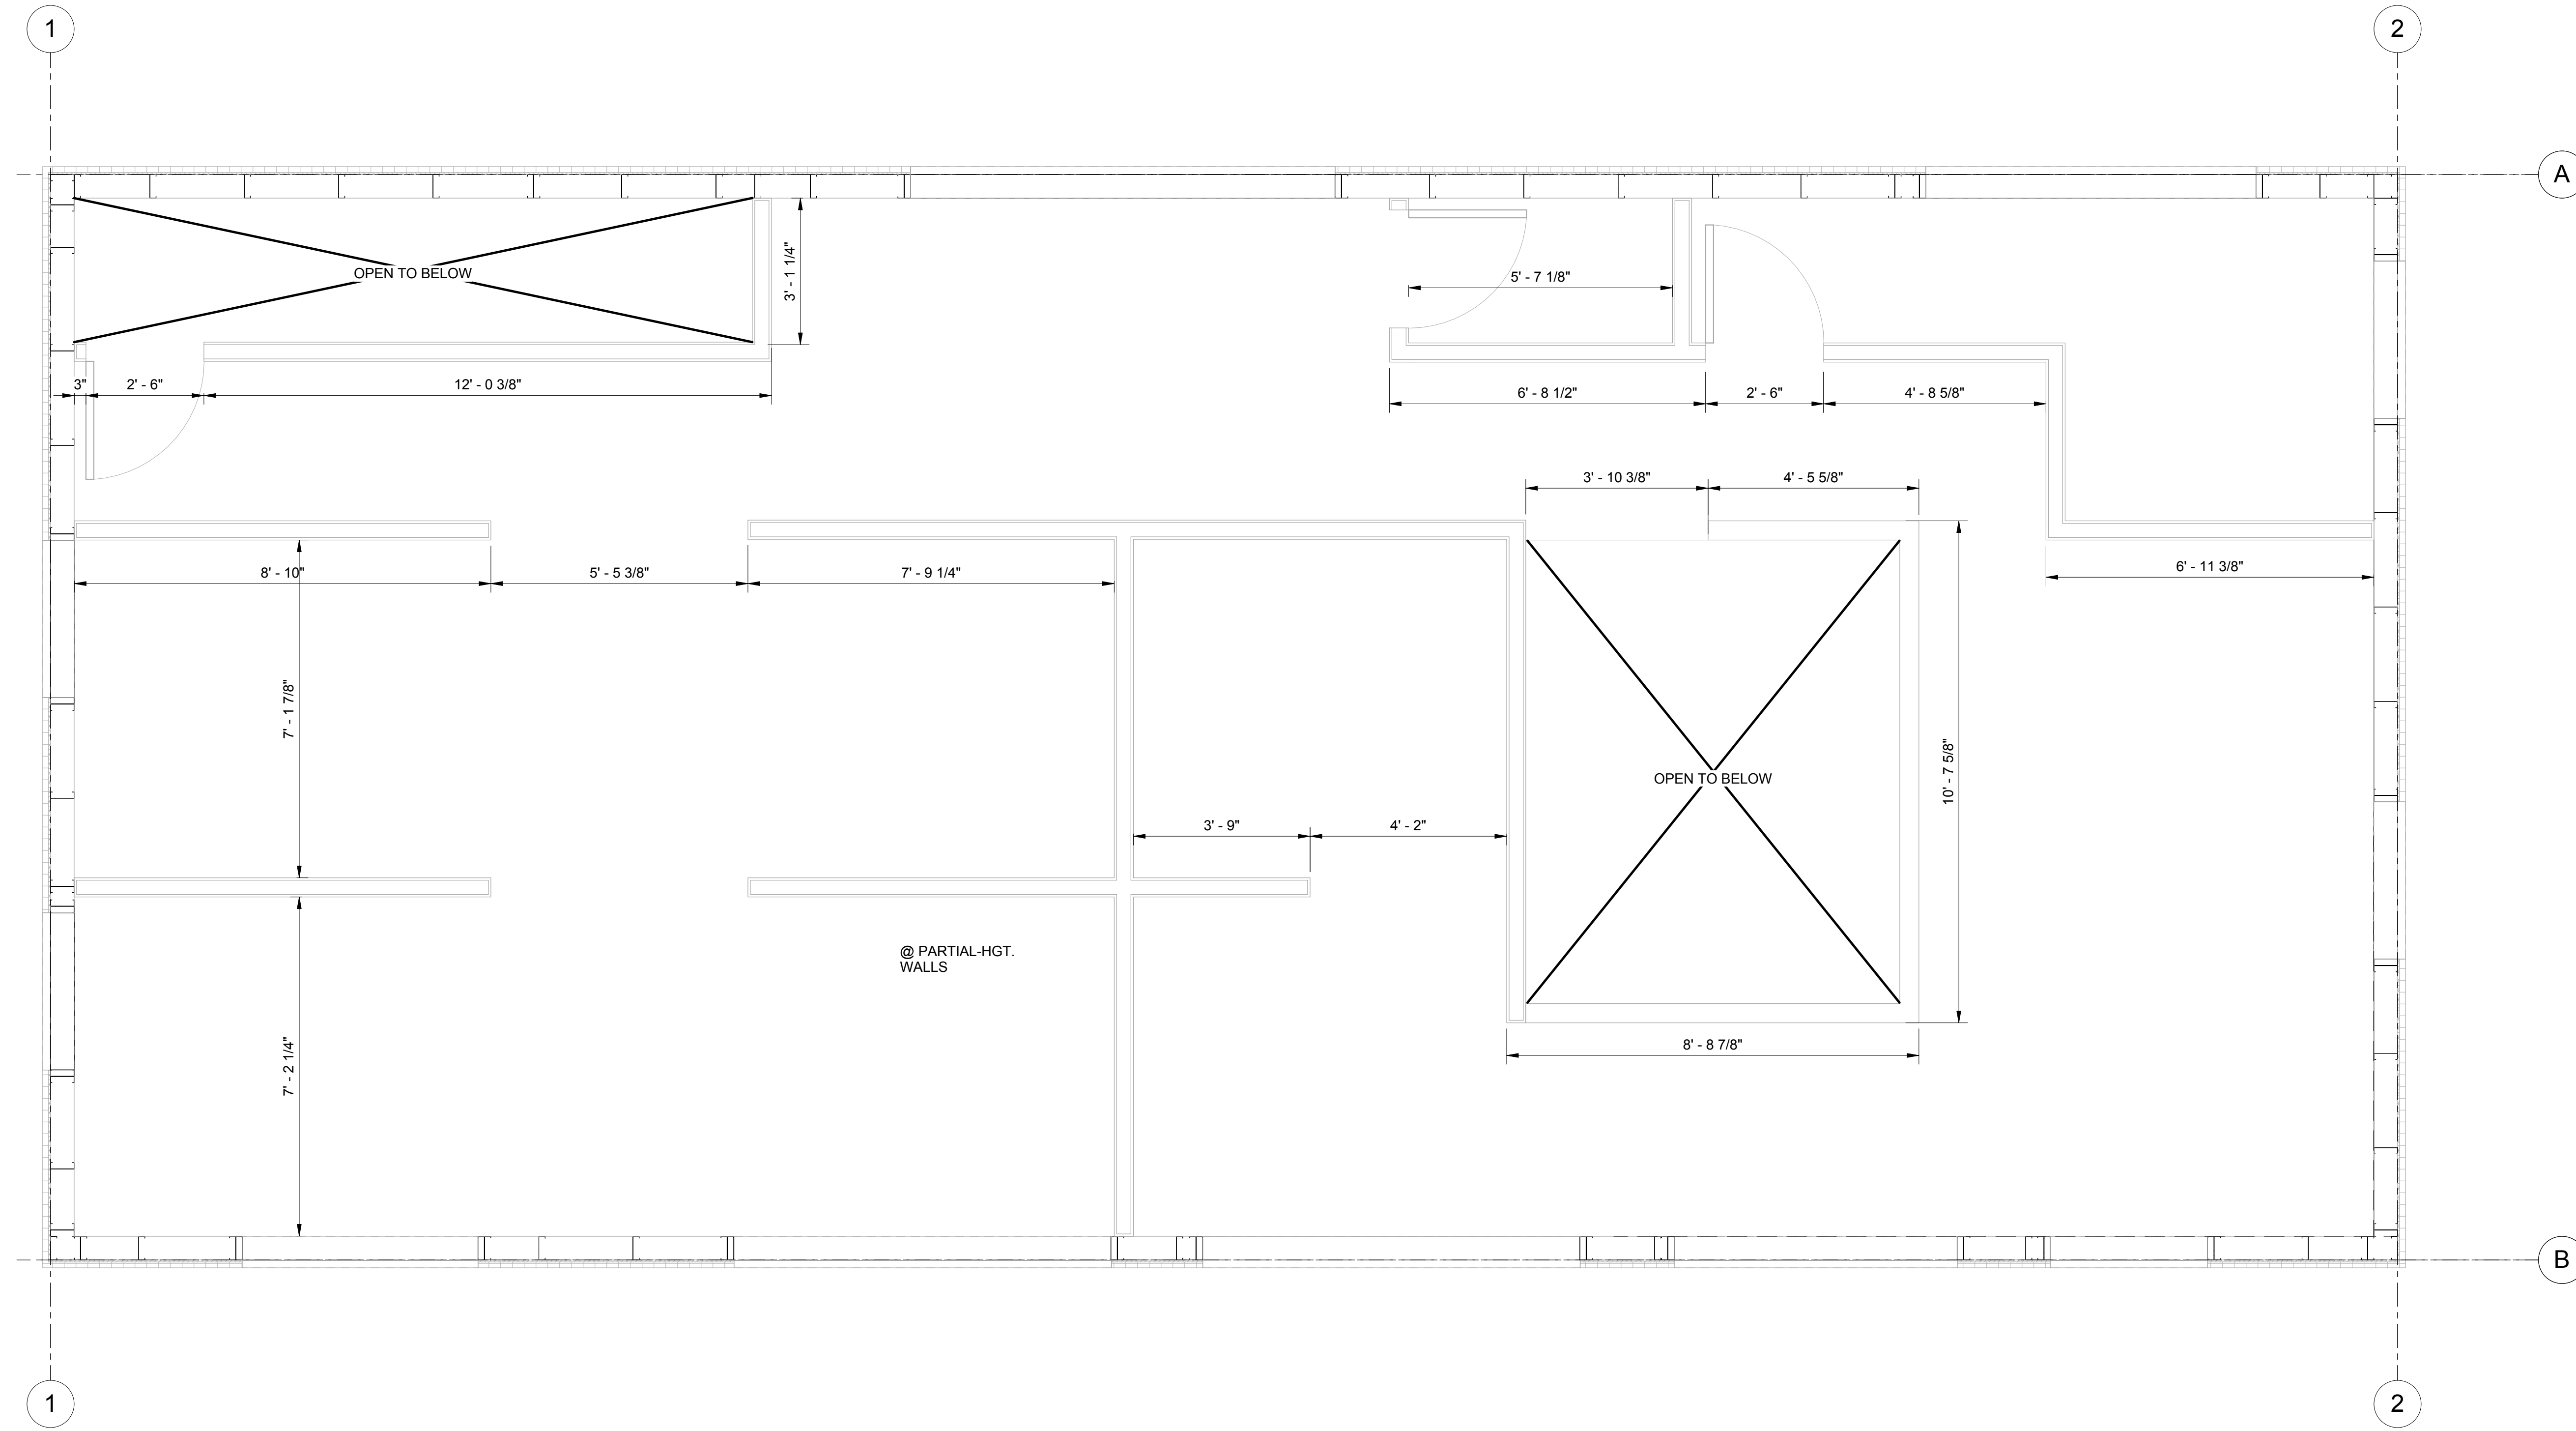 1
2
A
3' - 1 1/4"
OPEN TO BELOW
5' - 7 1/8"
3"
2' - 6"
12' - 0 3/8"
6' - 8 1/2"
2' - 6"
4' - 8 5/8"
3' - 10 3/8"
4' - 5 5/8"
8' - 10"
5' - 5 3/8"
7' - 9 1/4"
6' - 11 3/8"
7' - 1 7/8"
OPEN TO BELOW
10' - 7 5/8"
3' - 9"
4' - 2"
@ PARTIAL-HGT.
WALLS
7' - 2 1/4"
8' - 8 7/8"
B
1
2